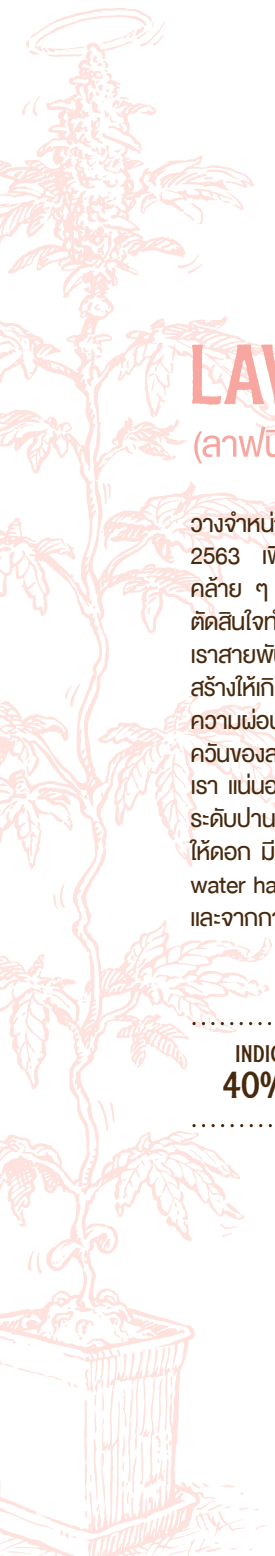 LAV
(ลาฟนี
วางจำหน่
2563 เพื
คล้าย ๆ
ตัดสินใจทํ
เราสายพัน
สร้างให้เกิ
ความผ่อน
ควันของส
เรา แน่นอ
ระดับปาน
ให้ดอก มี
water ha
และจากกา
INDIC
40%